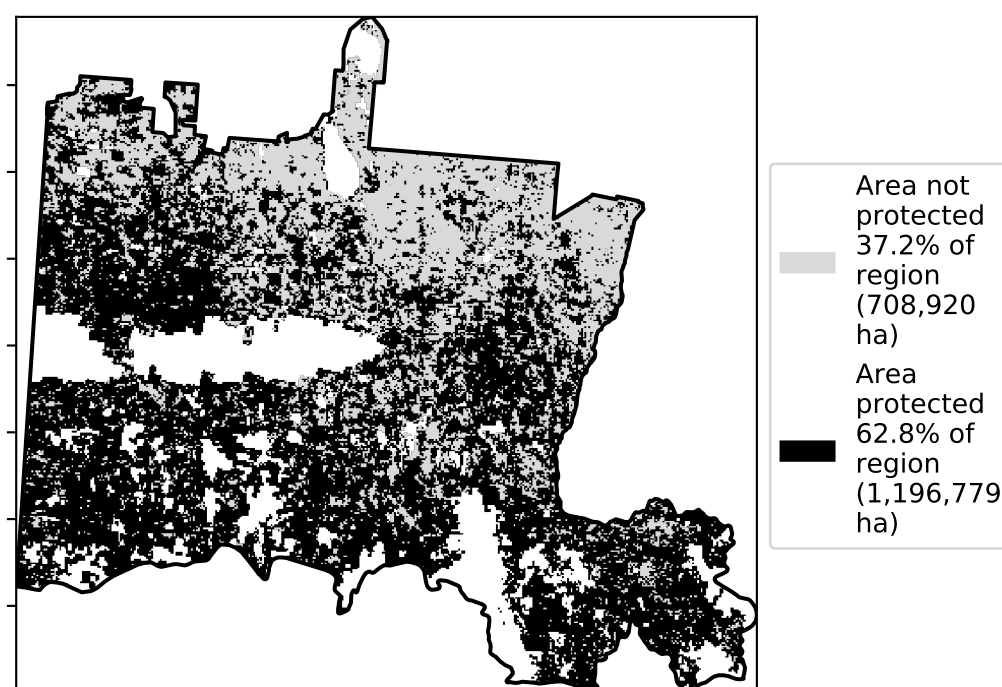 Area not
protected
37.2% of
region
(708,920
ha)
Area
protected
62.8% of
region
(1,196,779
ha)